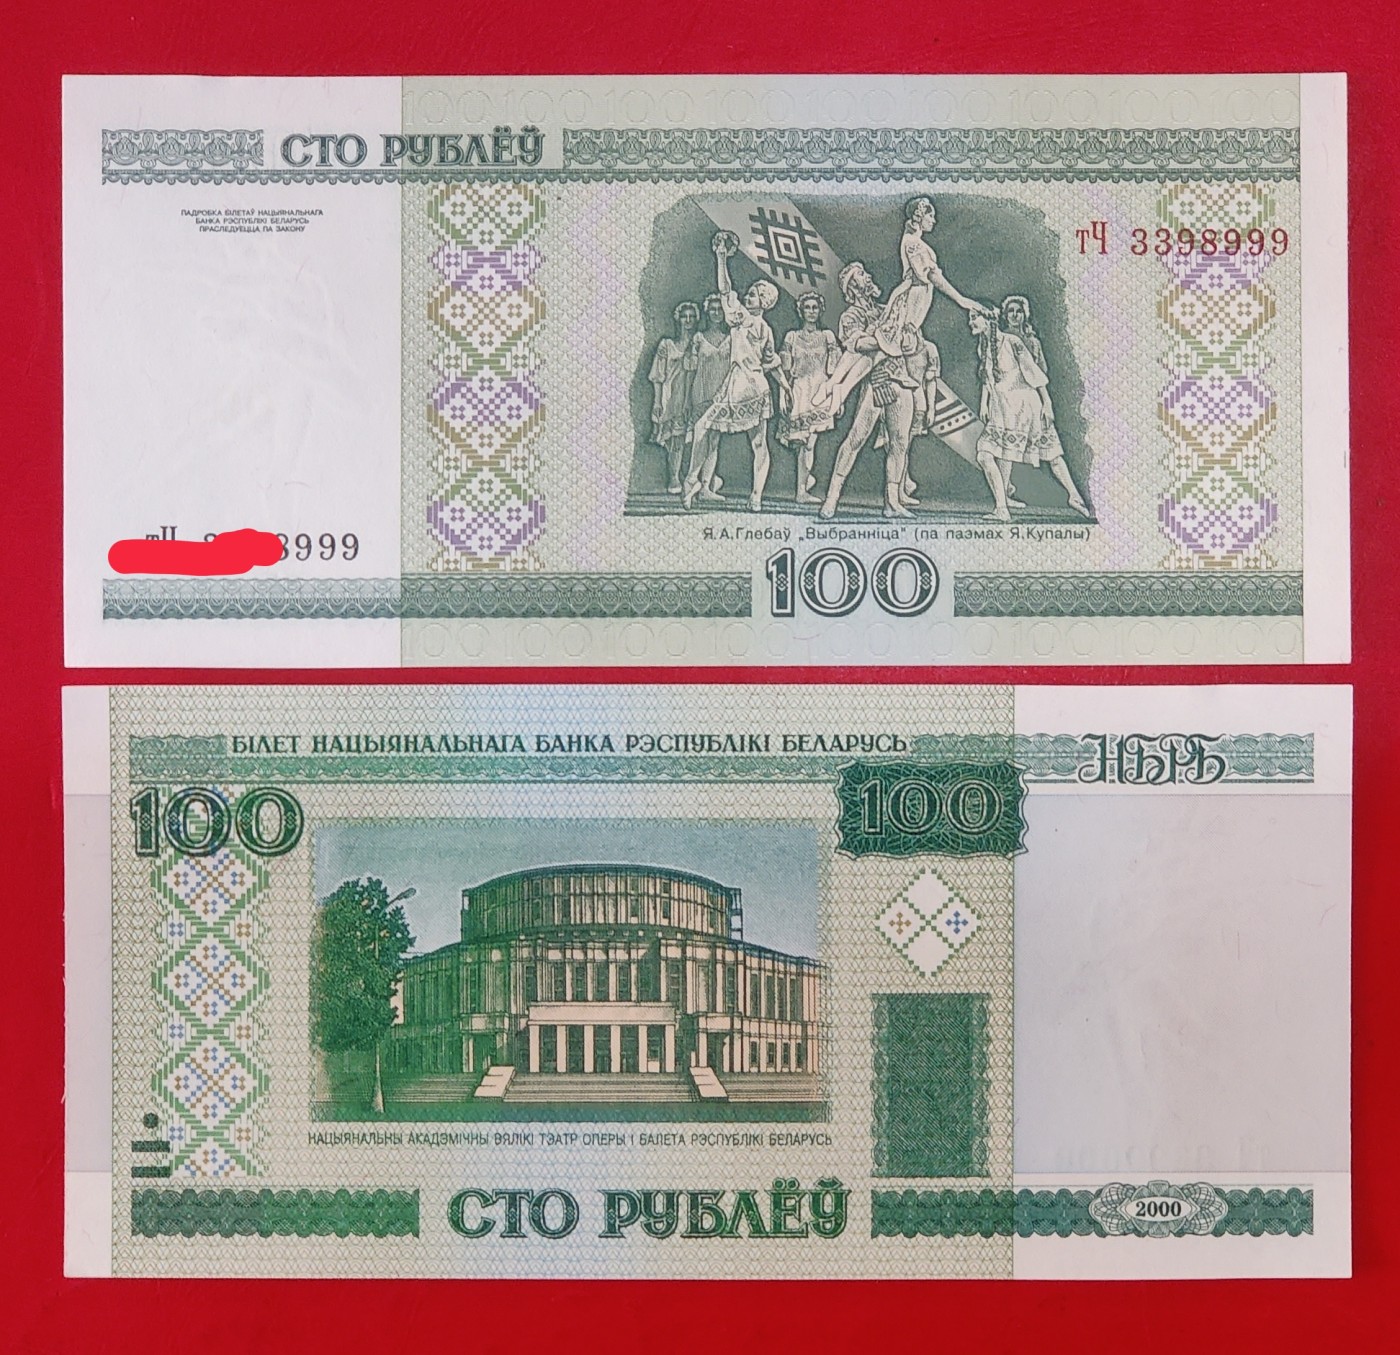 СТО РУБЛЁЎ
ПАДРОБКА БІЛЕТАЎ НАЦЫЯНАЛЬНАГА
БАНКА РЭСПУБЛІКІ БЕЛАРУСЬ
ПРАСЛЕДУЕЦЦА ПА ЗАКОНУ
тЧ 3398999
8999
Я.А.Глебаў „Выбранніца" (па паэмах Я.Купалы)
100
БІЛЕТ НАЦЫЯНАЛЬНАГА БАНКА РЭСПУБЛІКІ БЕЛАРУСЬ
НБРБ
100
100
НАЦЫЯНАЛЬНЫ АКАДЭМІЧНЫ ВЯЛІКІ ТЭАТР ОПЕРЫ І БАЛЕТА РЭСПУБЛІКІ БЕЛАРУСЬ
СТО РУБЛЁЎ
2000